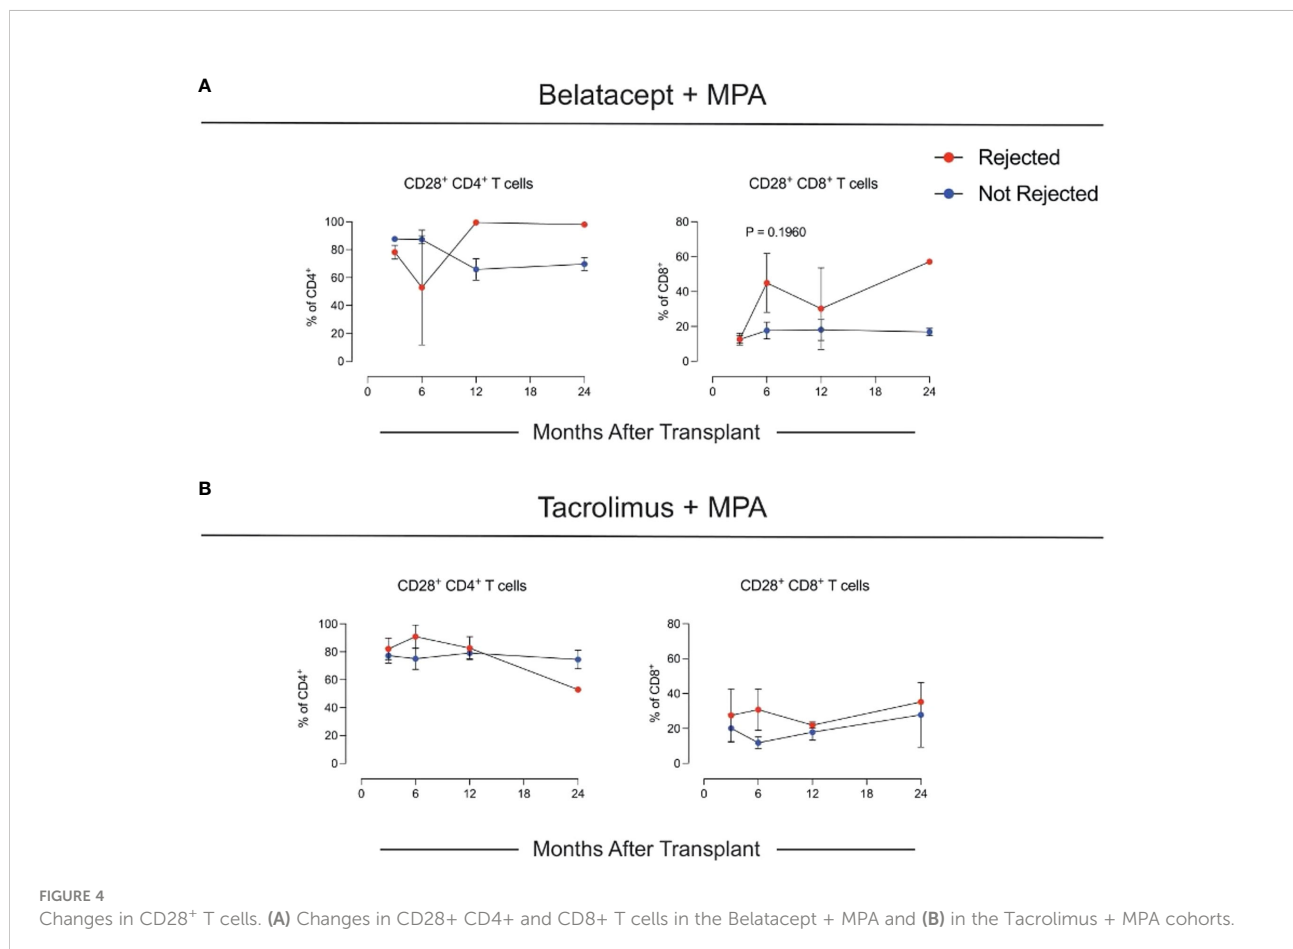 A
Belatacept + MPA
Rejected
Not Rejected
CD28⁺ CD4⁺ T cells
100
80
60
40
20
0
% of CD4⁺
0 6 12 18 24
CD28⁺ CD8⁺ T cells
P = 0.1960
80
60
40
20
0
% of CD8⁺
0 6 12 18 24
Months After Transplant
B
Tacrolimus + MPA
CD28⁺ CD4⁺ T cells
100
80
60
40
20
0
% of CD4⁺
0 6 12 18 24
CD28⁺ CD8⁺ T cells
80
60
40
20
0
% of CD8⁺
0 6 12 18 24
Months After Transplant
FIGURE 4
Changes in CD28⁺ T cells. (A) Changes in CD28+ CD4+ and CD8+ T cells in the Belatacept + MPA and (B) in the Tacrolimus + MPA cohorts.